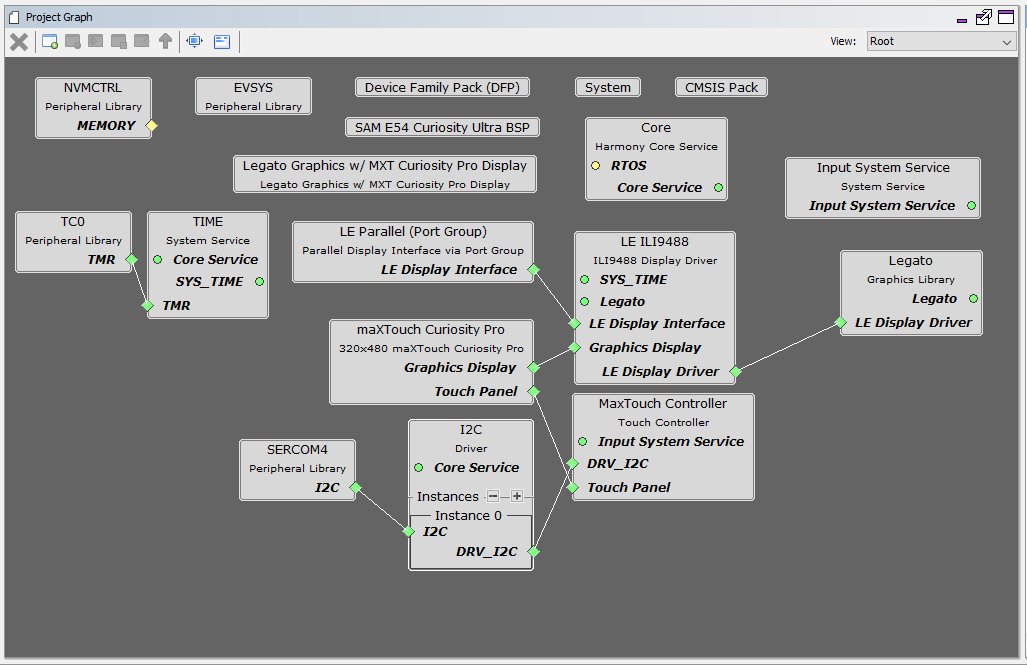 Project Graph
View: Root
NVMCTRL
Peripheral Library
MEMORY
EVSYS
Peripheral Library
Device Family Pack (DFP)
System
CMSIS Pack
SAM E54 Curiosity Ultra BSP
Core
Harmony Core Service
RTOS
Core Service
Legato Graphics w/ MXT Curiosity Pro Display
Legato Graphics w/ MXT Curiosity Pro Display
Input System Service
System Service
Input System Service
TC0
Peripheral Library
TMR
TIME
System Service
Core Service
SYS_TIME
TMR
LE Parallel (Port Group)
Parallel Display Interface via Port Group
LE Display Interface
LE ILI9488
ILI9488 Display Driver
SYS_TIME
Legato
LE Display Interface
Graphics Display
LE Display Driver
Legato
Graphics Library
Legato
LE Display Driver
maXTouch Curiosity Pro
320x480 maXTouch Curiosity Pro
Graphics Display
Touch Panel
MaxTouch Controller
Touch Controller
Input System Service
DRV_I2C
Touch Panel
SERCOM4
Peripheral Library
I2C
I2C
Driver
Core Service
Instances
Instance 0
I2C
DRV_I2C